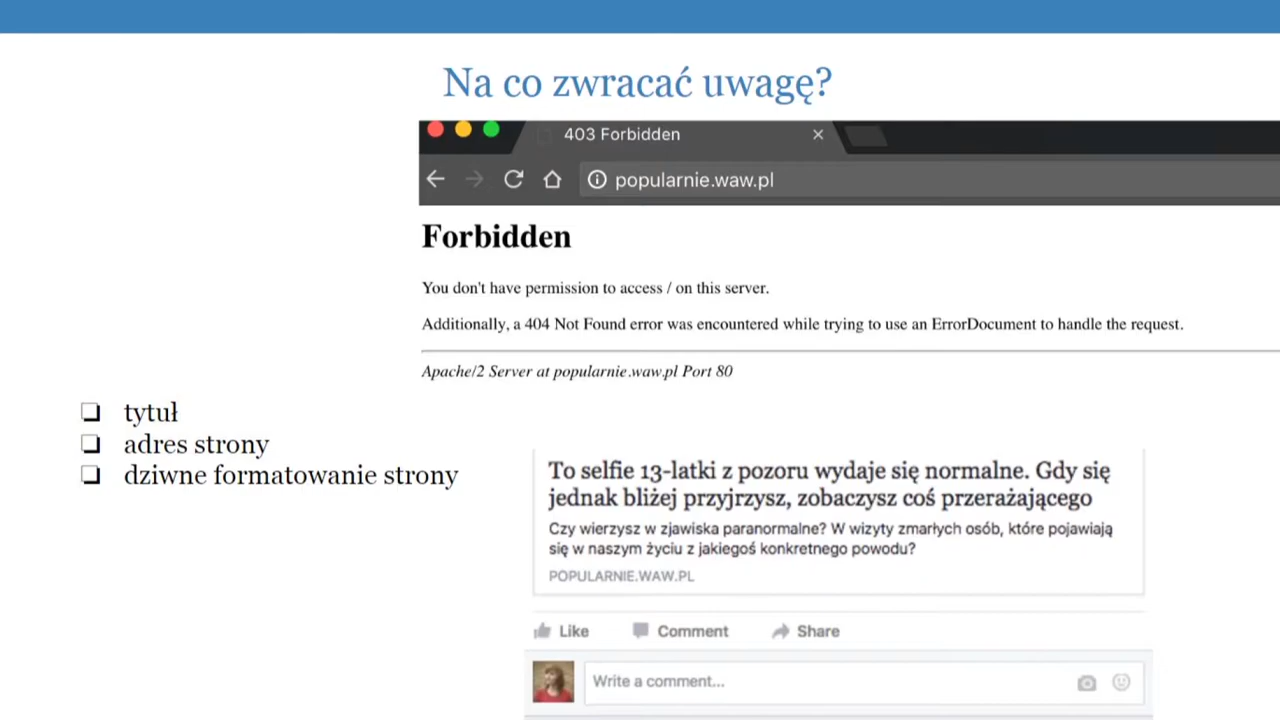 Na co zwracać uwagę?
403 Forbidden
popularnie.waw.pl
Forbidden
You don't have permission to access / on this server.
Additionally, a 404 Not Found error was encountered while trying to use an ErrorDocument to handle the request.
Apache/2 Server at popularnie.waw.pl Port 80
tytuł
adres strony
dziwne formatowanie strony
To selfie 13-latki z pozoru wydaje się normalne. Gdy się
jednak bliżej przyjrzysz, zobaczysz coś przerażającego
Czy wierzysz w zjawiska paranormalne? W wizyty zmarłych osób, które pojawiają
się w naszym życiu z jakiegoś konkretnego powodu?
POPULARNIE.WAW.PL
Like Comment Share
Write a comment...